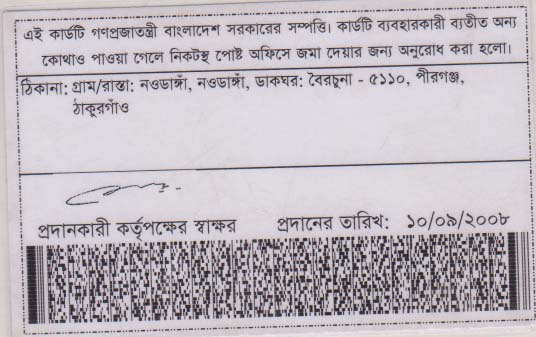 এই কার্ডটি গণপ্রজাতন্ত্রী বাংলাদেশ সরকারের সম্পত্তি। কার্ডটি ব্যবহারকারী ব্যতীত অন্য
কোথাও পাওয়া গেলে নিকটস্থ পোষ্ট অফিসে জমা দেয়ার জন্য অনুরোধ করা হলো।
ঠিকানা: গ্রাম/রাস্তা: নওডাঙ্গাঁ, নওডাঙ্গাঁ, ডাকঘর: বৈরচুনা - ৫১১০, পীরগঞ্জ,
ঠাকুরগাঁও
প্রদানকারী কর্তৃপক্ষের স্বাক্ষর প্রদানের তারিখ: ১০/০৯/২০০৮